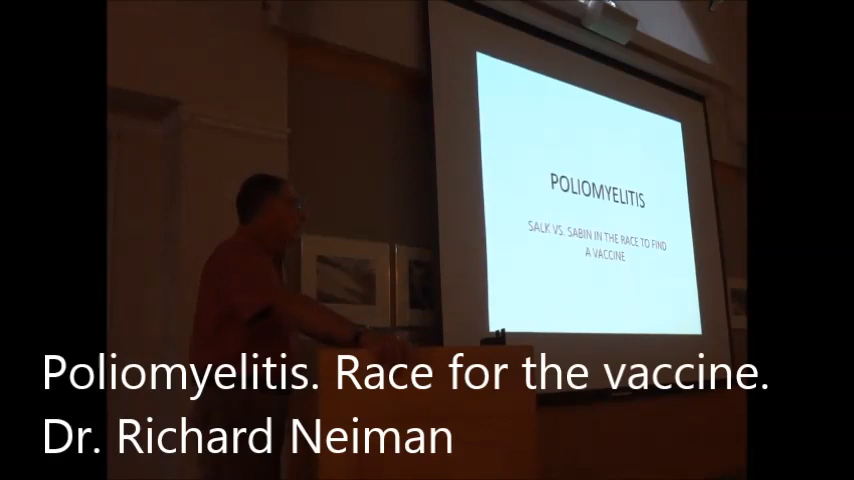 POLIOMYELITIS
SALK VS. SABIN IN THE RACE TO FIND
A VACCINE
Poliomyelitis. Race for the vaccine.
Dr. Richard Neiman